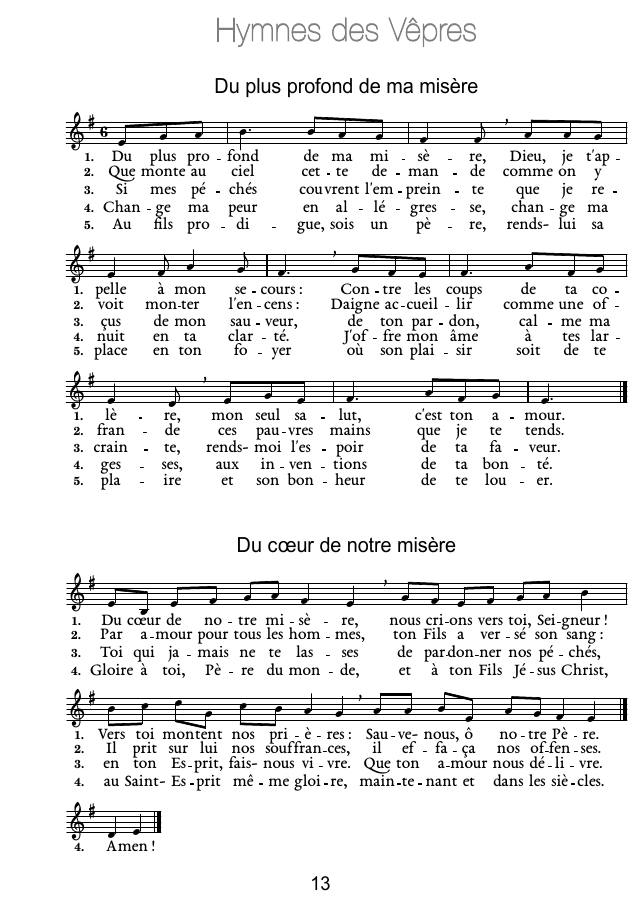 Hymnes des Vêpres
Du plus profond de ma misère
6
1. Du plus pro - fond de ma mi - sè - re, Dieu, je t'ap-
2. Que monte au ciel cet - te de - man - de comme on y
3. Si mes pé - chés couvrent l'em - prein - te que je re -
4. Chan - ge ma peur en al - lé - gres - se, chan - ge ma
5. Au fils pro - di - gue, sois un pè - re, rends- lui sa
1. pelle à mon se - cours : Con - tre les coups de ta co -
2. voit mon-ter l'en - cens : Daigne ac - cueil - lir comme une of -
3. çus de mon sau - veur, de ton par - don, cal - me ma
4. nuit en ta clar - té. J'of - fre mon âme à tes lar -
5. place en ton fo - yer où son plai - sir soit de te
1. lè - re, mon seul sa - lut, c'est ton a - mour.
2. fran - de ces pau - vres mains que je te tends.
3. crain - te, rends- moi l'es - poir de ta fa - veur.
4. ges - ses, aux in - ven - tions de ta bon - té.
5. pla - ire et son bon - heur de te lou - er.
Du cœur de notre misère
1. Du cœur de no - tre mi - sè - re, nous cri - ons vers toi, Sei - gneur !
2. Par a - mour pour tous les hom - mes, ton Fils a ver - sé son sang :
3. Toi qui ja - mais ne te las - ses de par-don-ner nos pé - chés,
4. Gloire à toi, Pè - re du mon - de, et à ton Fils Jé - sus Christ,
1. Vers toi montent nos pri - è - res : Sau - ve- nous, ô no - tre Pè - re.
2. Il prit sur lui nos souffran - ces, il ef - fa - ça nos of-fen - ses.
3. en ton Es-prit, fais- nous vi - vre. Que ton a-mour nous dé - li - vre.
4. au Saint- Es-prit mê - me gloi - re, main - te - nant et dans les siè - cles.
4. Amen !
13